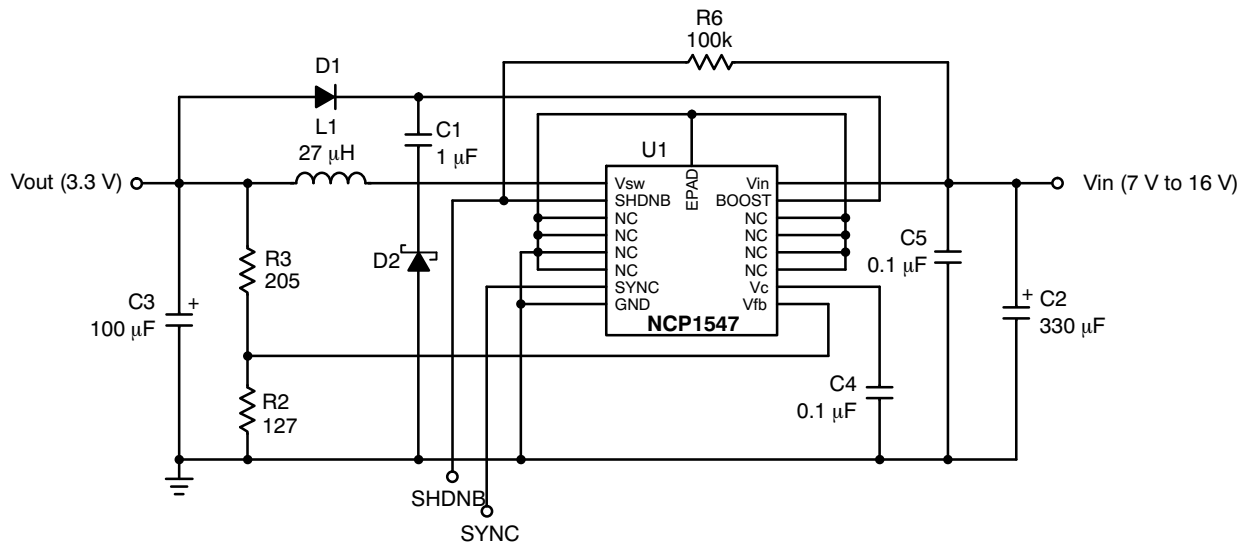 R6
100k
D1
L1
27 μH
C1
1 μF
U1
Vout (3.3 V)
Vin (7 V to 16 V)
Vsw
SHDNB
NC
NC
NC
NC
SYNC
GND
EPAD
Vin
BOOST
NC
NC
NC
NC
Vc
Vfb
NCP1547
R3
205
D2
C3
+
100 μF
C5
0.1 μF
+
C2
330 μF
R2
127
C4
0.1 μF
SHDNB
SYNC